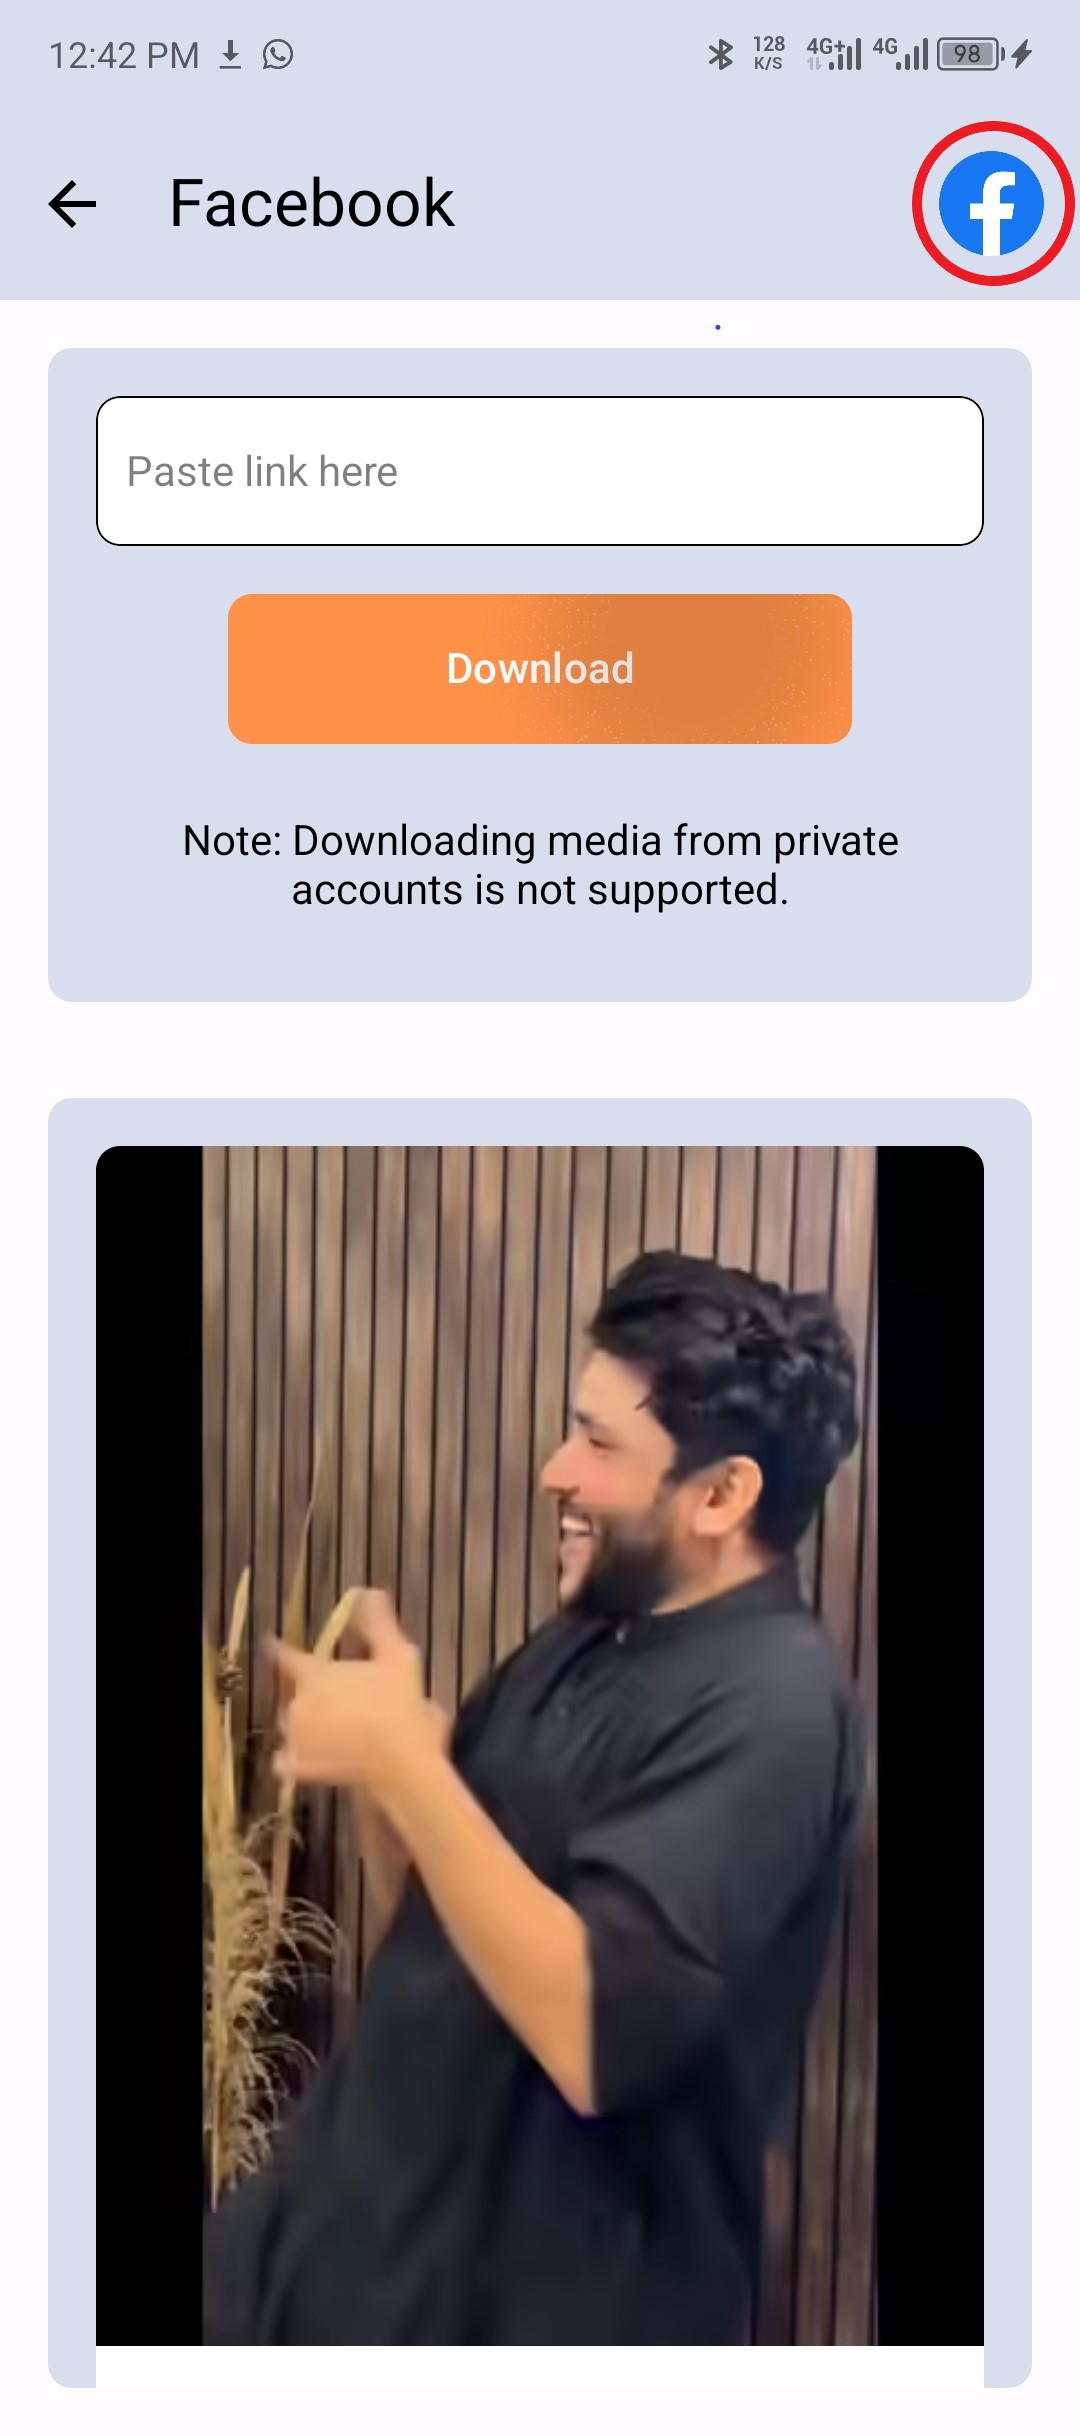 12:42 PM 128 K/S 4G+ 4G 98
Facebook
Paste link here
Download
Note: Downloading media from private
accounts is not supported.